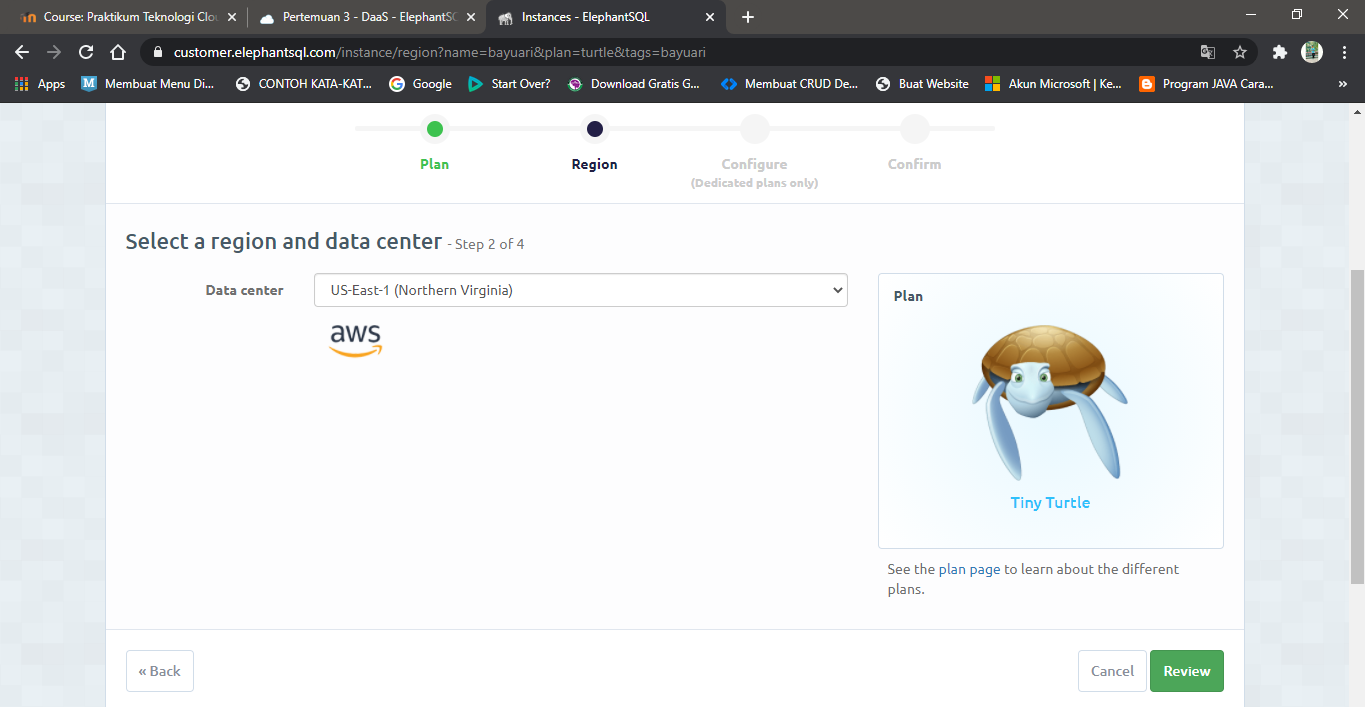 Course: Praktikum Teknologi Clo
Pertemuan 3 - DaaS - ElephantSQ
Instances - ElephantSQL
customer.elephantsql.com/instance/region?name=bayuari&plan=turtle&tags=bayuari
Apps
M
Membuat Menu Di...
CONTOH KATA-KAT...
Google
Start Over?
Download Gratis G...
Membuat CRUD De...
Buat Website
Akun Microsoft | Ke...
Program JAVA Cara...
»
Plan
Region
Configure
(Dedicated plans only)
Confirm
Select a region and data center - Step 2 of 4
Data center
US-East-1 (Northern Virginia)
aws
Plan
Tiny Turtle
See the plan page to learn about the different
plans.
« Back
Cancel
Review